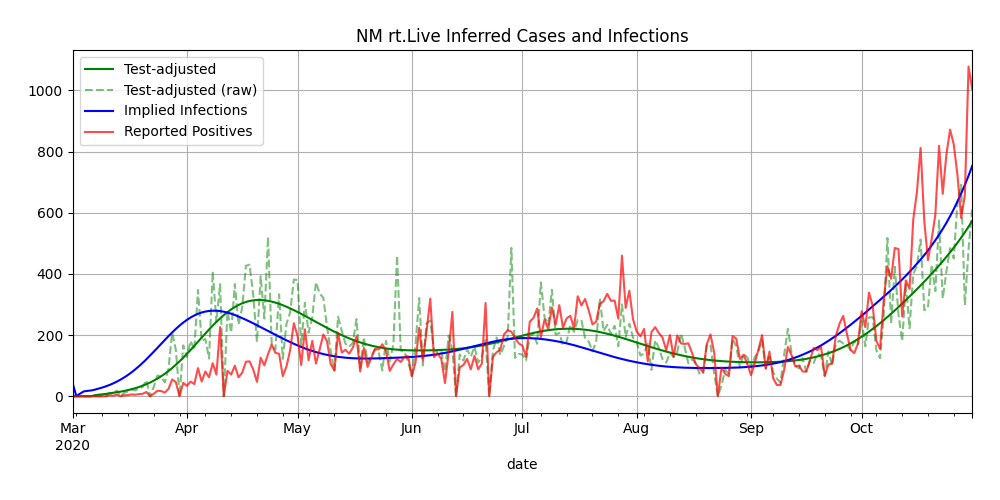 NM rt.Live Inferred Cases and Infections
Test-adjusted
Test-adjusted (raw)
Implied Infections
Reported Positives
1000
800
600
400
200
0
Mar Apr May Jun Jul Aug Sep Oct
2020
date